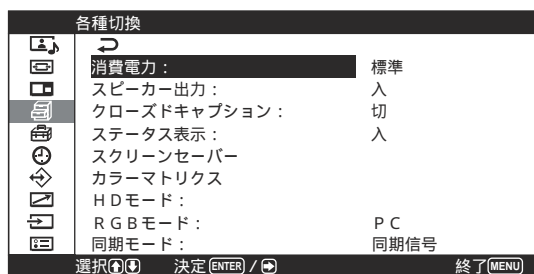 各種切換
消費電力： 標準
スピーカー出力： 入
クローズドキャプション： 切
ステータス表示： 入
スクリーンセーバー
カラーマトリクス
ＨＤモード：
ＲＧＢモード： ＰＣ
同期モード： 同期信号
選択 決定 ENTER / 終了 MENU